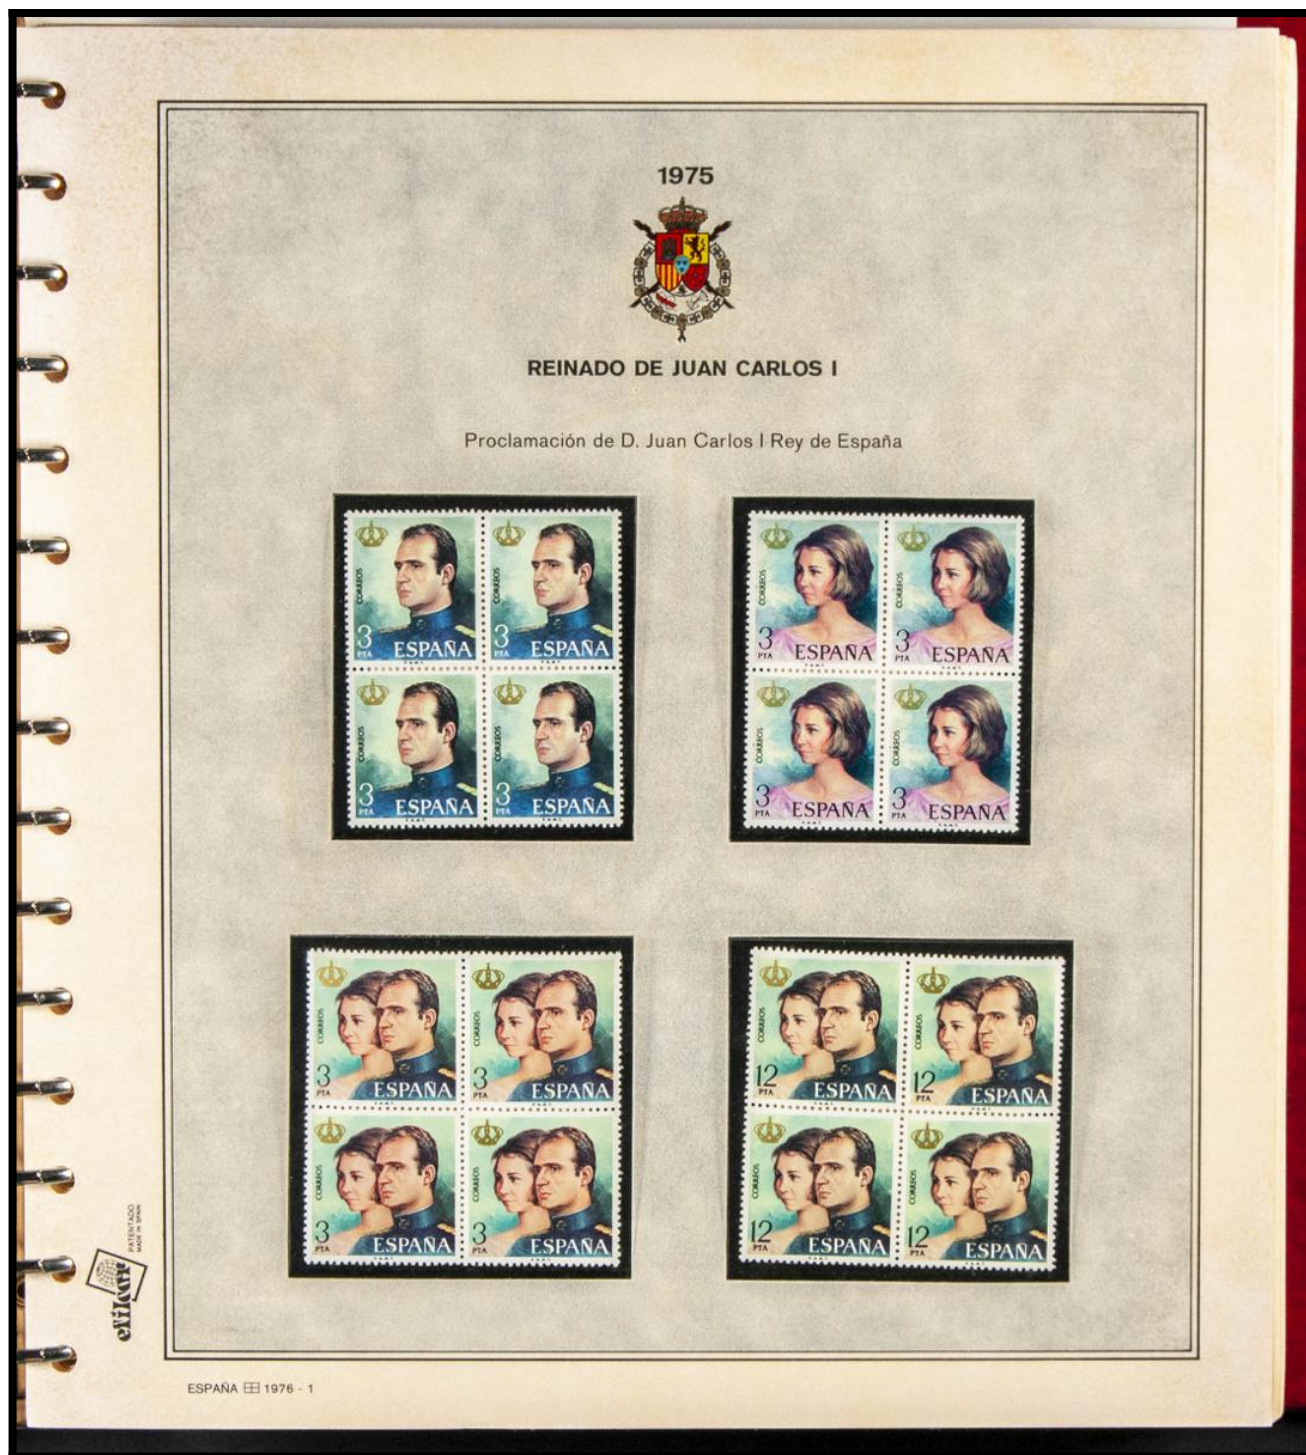 1975
REINADO DE JUAN CARLOS I
Proclamación de D. Juan Carlos I Rey de España
CORREOS
3
PTA
ESPAÑA
CORREOS
3
PTA
ESPAÑA
CORREOS
3
PTA
ESPAÑA
CORREOS
3
PTA
ESPAÑA
CORREOS
3
PTA
ESPAÑA
CORREOS
3
PTA
ESPAÑA
CORREOS
3
PTA
ESPAÑA
CORREOS
3
PTA
ESPAÑA
CORREOS
3
PTA
ESPAÑA
CORREOS
3
PTA
ESPAÑA
CORREOS
3
PTA
ESPAÑA
CORREOS
3
PTA
ESPAÑA
CORREOS
12
PTA
ESPAÑA
CORREOS
12
PTA
ESPAÑA
CORREOS
12
PTA
ESPAÑA
CORREOS
12
PTA
ESPAÑA
efilcar
PATENTADO
MADE IN SPAIN
ESPAÑA 1976 - 1